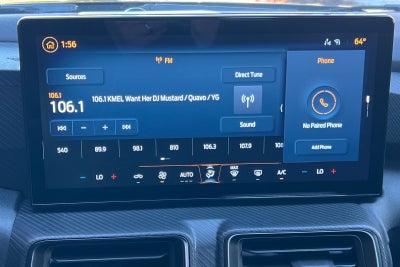 1:56
64°
FM
Phone
Sources
Direct Tune
106.1
106.1
106.1 KMEL Want Her DJ Mustard / Quavo / YG
Sound
No Paired Phone
Add Phone
540
89.9
98.1
810
106.3
107.9
LO
AUTO
MAX
A/C
LO